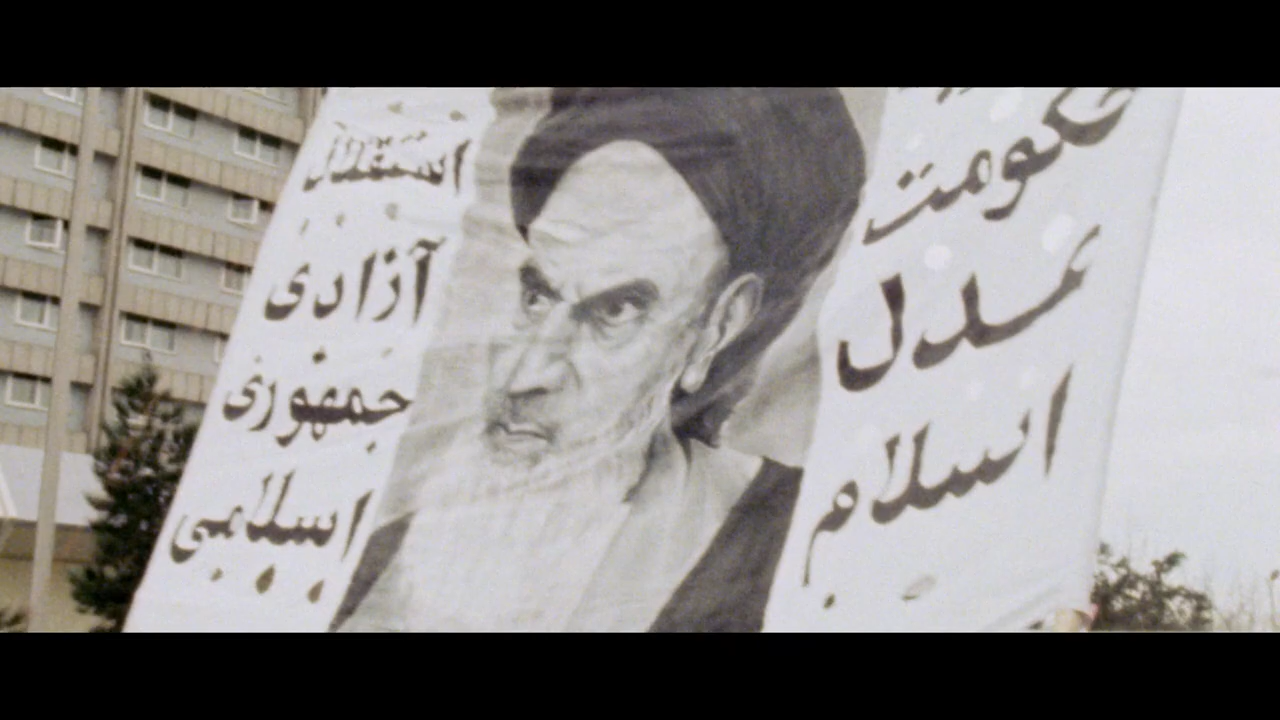 حکومت
عدل
اسلام
استقلال
آزادی
جمهوری
اسلامی